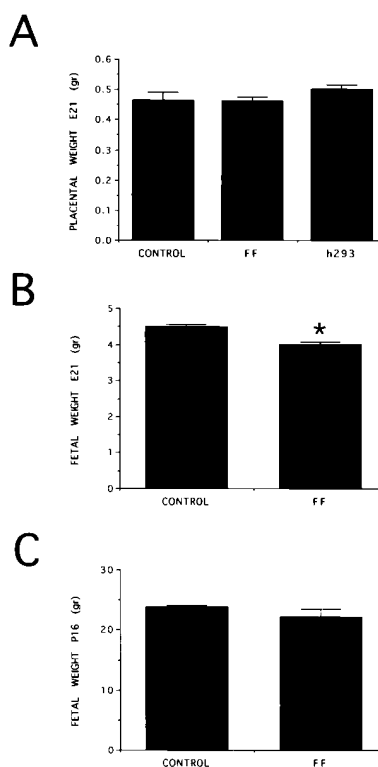 A
PLACENTAL WEIGHT E21 (gr)
0.6
0.5
0.4
0.3
0.2
0.1
0.0
CONTROL FF h293
B
FETAL WEIGHT E21 (gr)
5
4
3
2
1
0
*
CONTROL FF
C
FETAL WEIGHT P16 (gr)
30
20
10
0
CONTROL FF